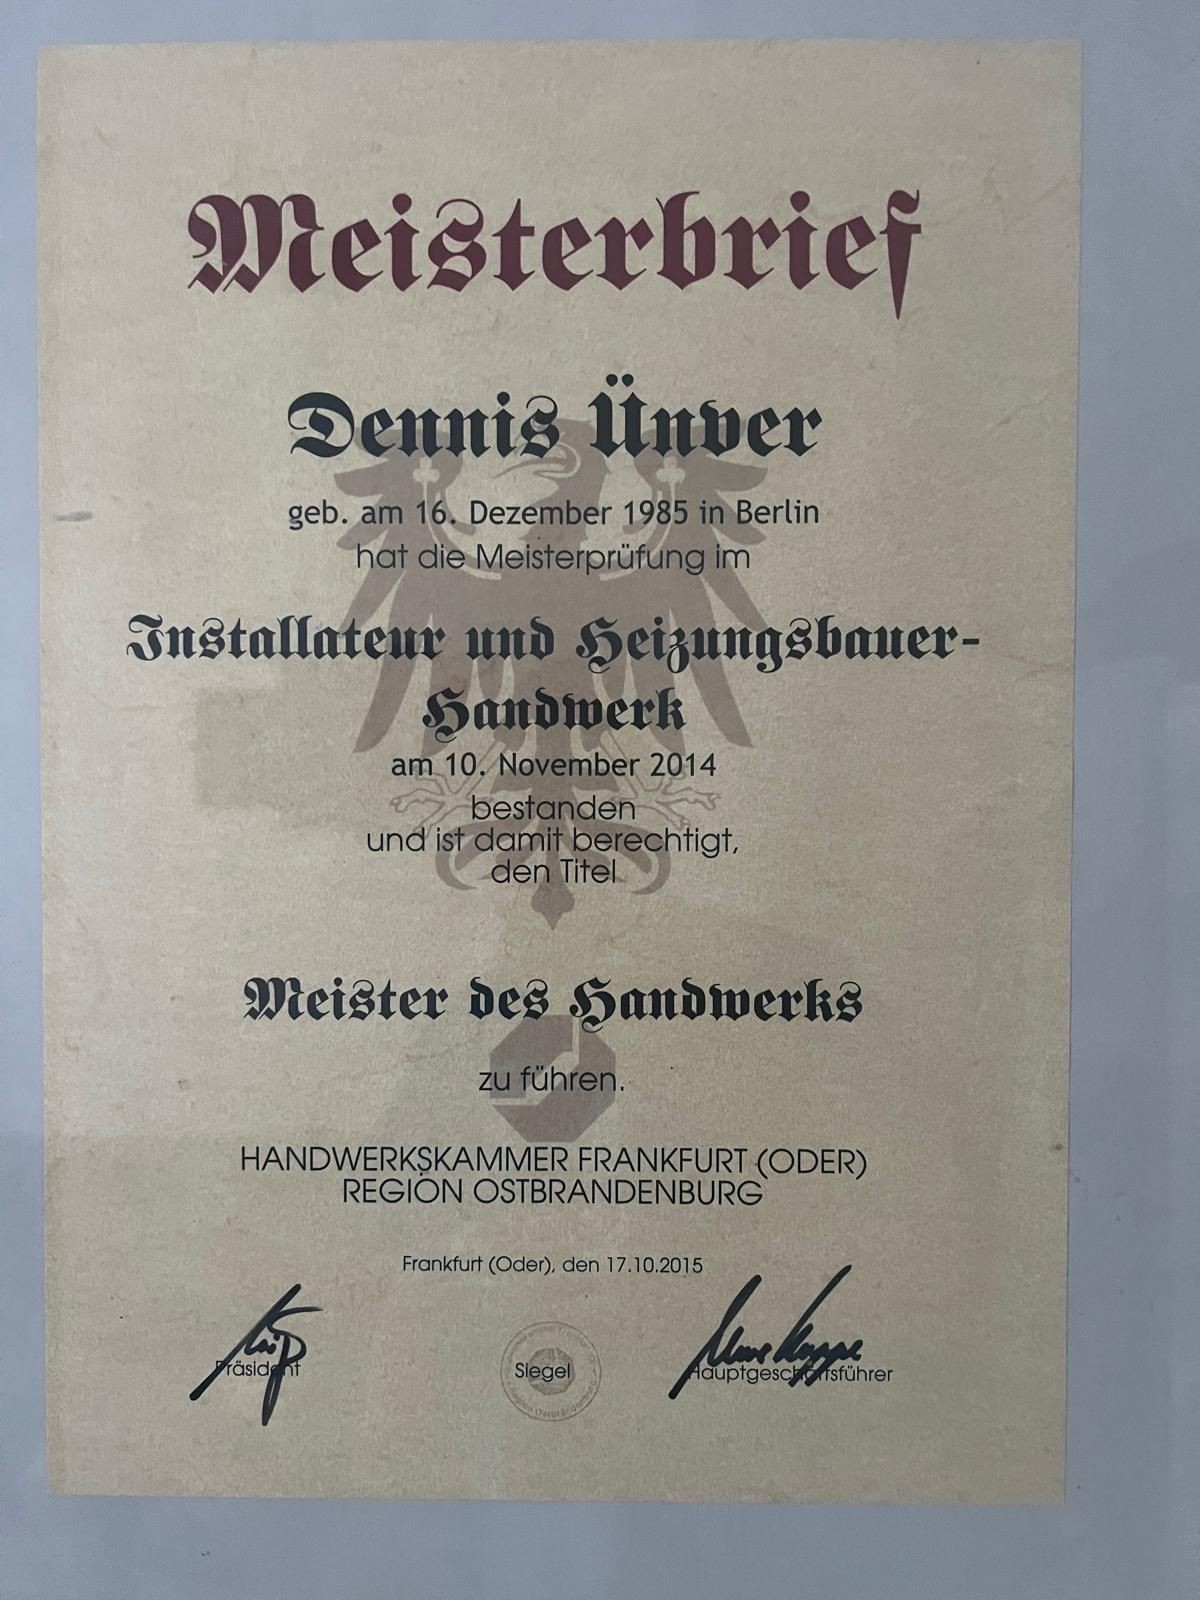 Meisterbrief
Dennis Ünver
geb. am 16. Dezember 1985 in Berlin
hat die Meisterprüfung im
Installateur und Heizungsbauer-
Handwerk
am 10. November 2014
bestanden
und ist damit berechtigt,
den Titel
Meister des Handwerks
zu führen.
HANDWERKSKAMMER FRANKFURT (ODER)
REGION OSTBRANDENBURG
Frankfurt (Oder), den 17.10.2015
Präsident
Siegel
Hauptgeschäftsführer